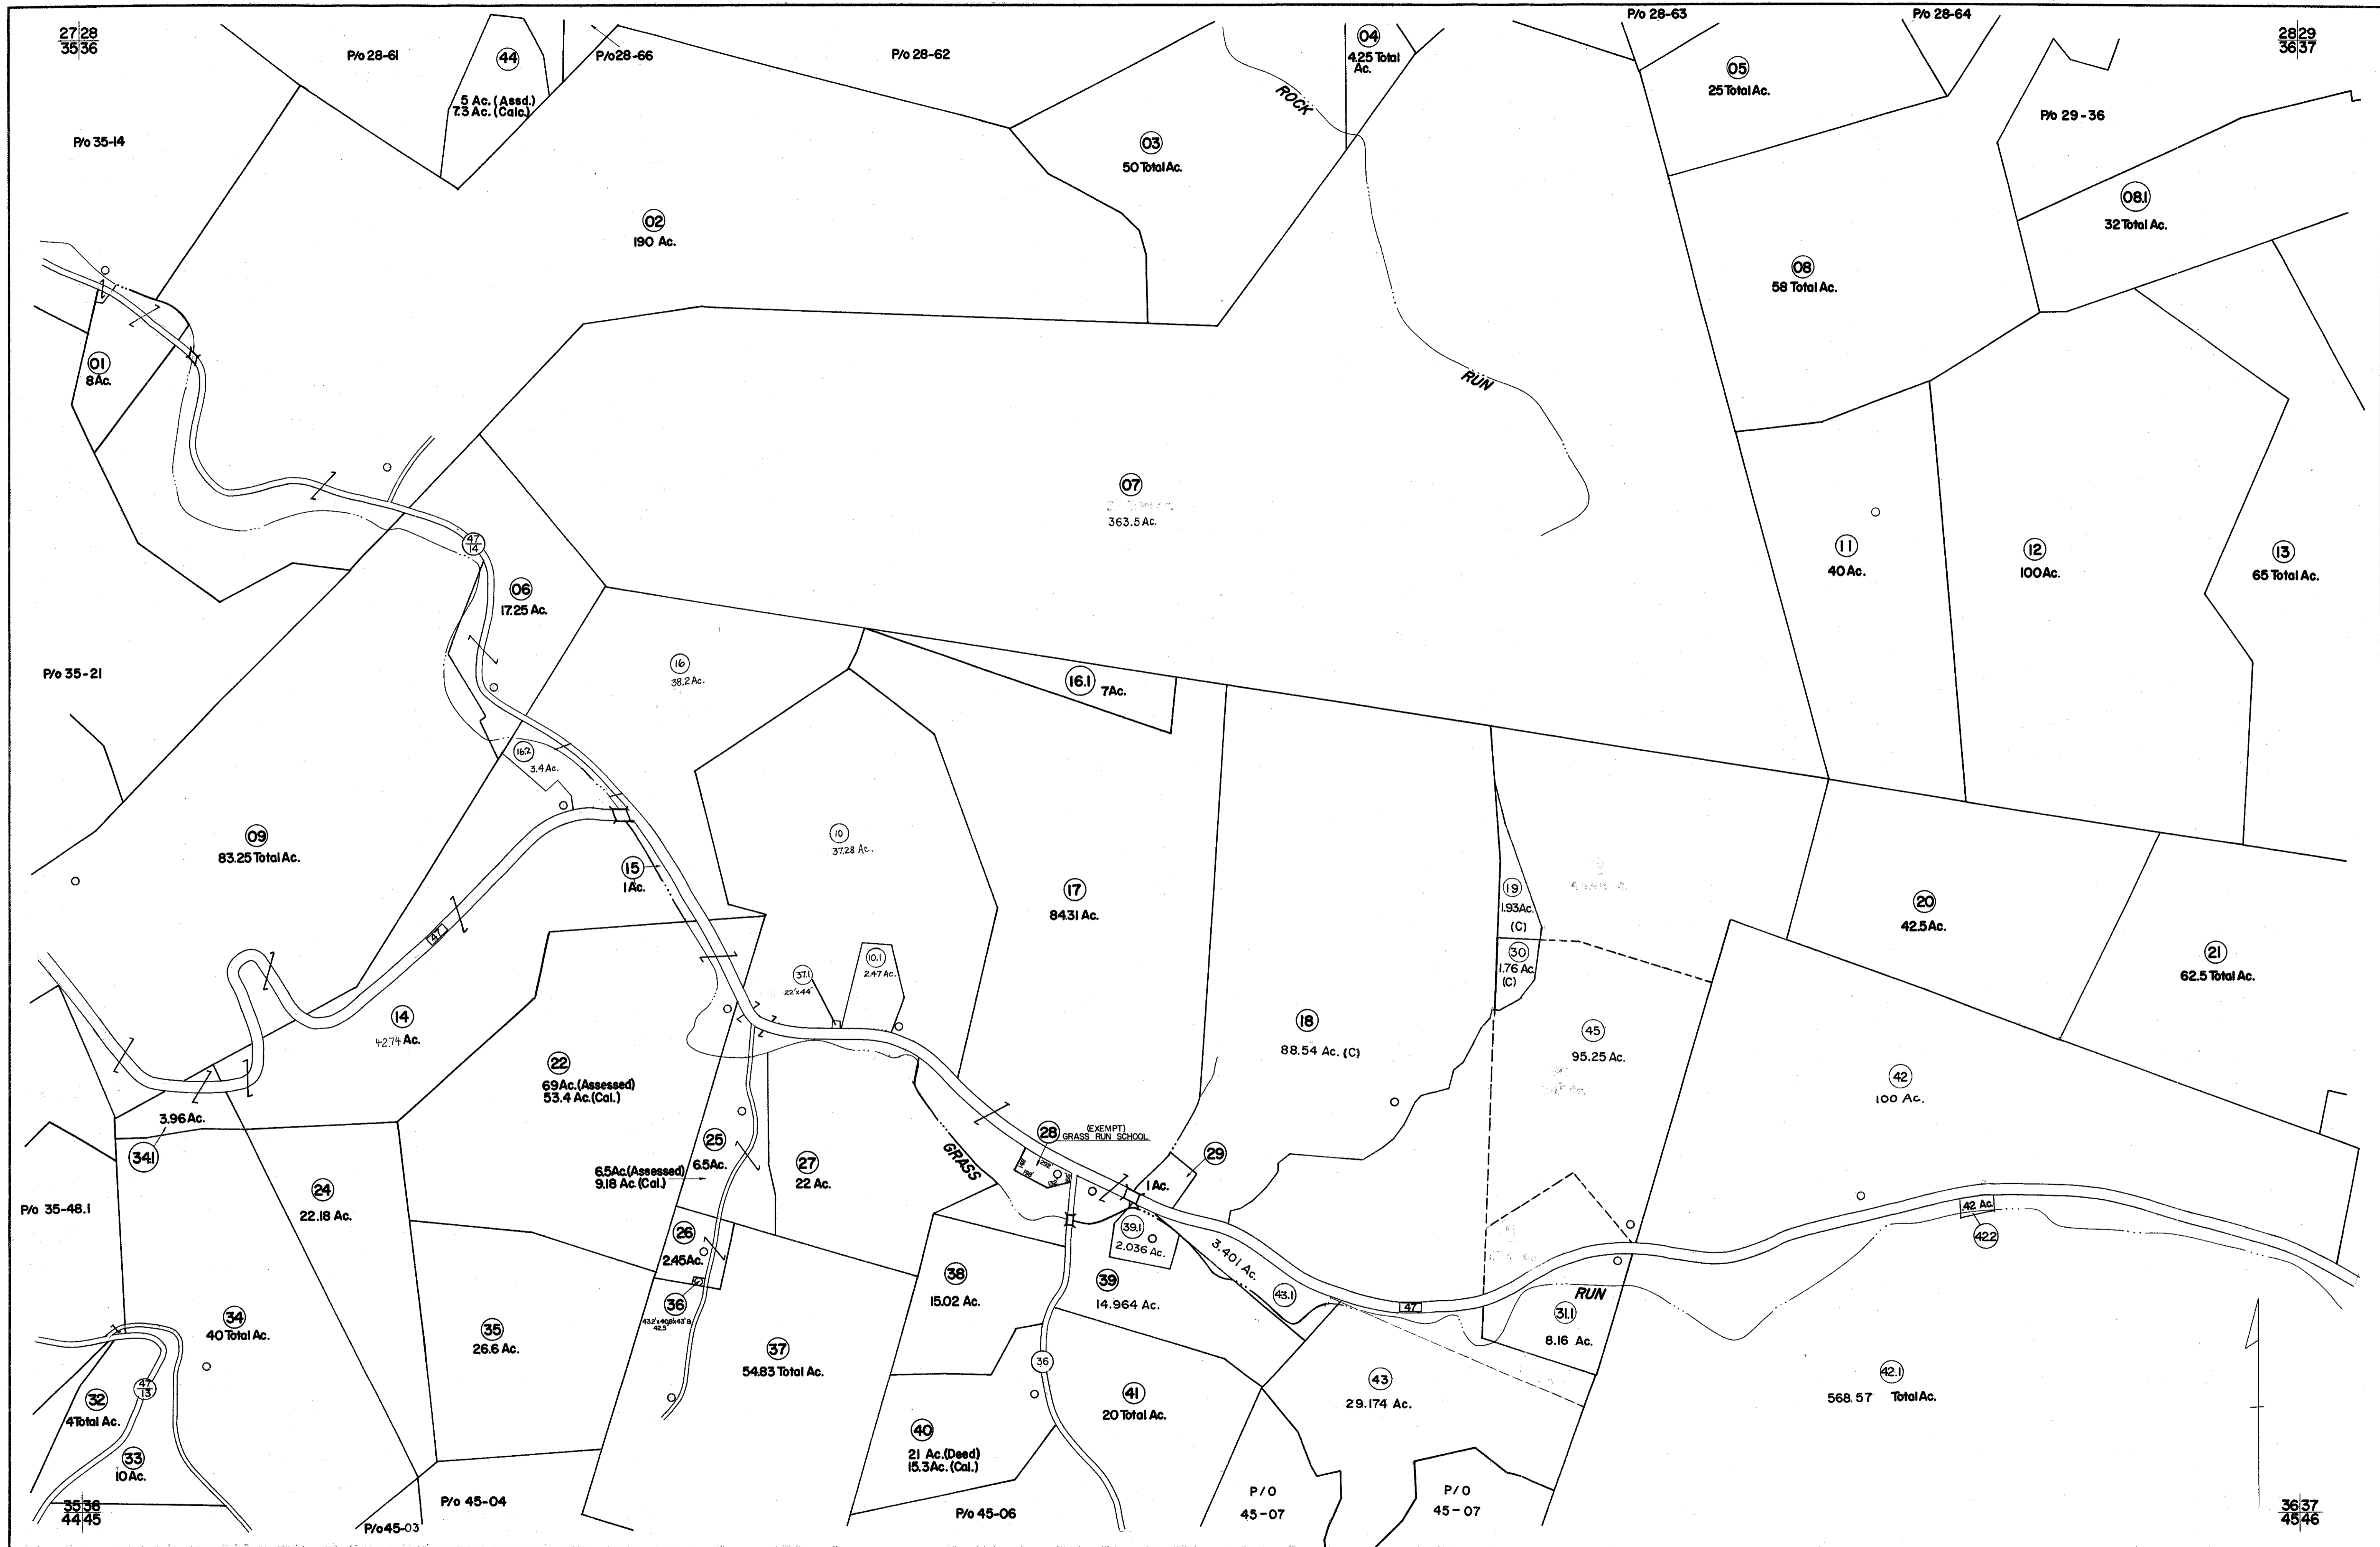 27 28
35 36
P/o 28-61
44
5 Ac. (Assd.)
7.3 Ac. (Calc.)
P/o 28-66
P/o 28-62
04
4.25 Total
Ac.
P/o 28-63
P/o 28-64
28 29
36 37
05
25 Total Ac.
P/o 29-36
P/o 35-14
ROCK
03
50 Total Ac.
08.1
32 Total Ac.
02
190 Ac.
08
58 Total Ac.
01
8 Ac.
RUN
07
363.5 Ac.
47
14
11
40 Ac.
12
100 Ac.
13
65 Total Ac.
06
17.25 Ac.
P/o 35-21
16
38.2 Ac.
16.1
7 Ac.
16.2
3.4 Ac.
09
83.25 Total Ac.
10
37.28 Ac.
15
1 Ac.
17
84.31 Ac.
19
1.93 Ac.
(C)
20
42.5 Ac.
47
30
1.76 Ac.
(C)
21
62.5 Total Ac.
37.1
22'x44'
10.1
2.47 Ac.
14
42.74 Ac.
18
88.54 Ac. (C)
45
95.25 Ac.
22
69 Ac. (Assessed)
53.4 Ac. (Cal.)
42
100 Ac.
3.96 Ac.
34.1
25
6.5 Ac.
6.5 Ac. (Assessed)
9.18 Ac. (Cal.)
27
22 Ac.
GRASS
28
(EXEMPT)
GRASS RUN SCHOOL
29
1 Ac.
P/o 35-48.1
24
22.18 Ac.
26
2.45 Ac.
39.1
2.036 Ac.
3.401 Ac.
43.1
.42 Ac.
42.2
38
15.02 Ac.
39
14.964 Ac.
47
RUN
31.1
8.16 Ac.
34
40 Total Ac.
35
26.6 Ac.
36
37
54.83 Total Ac.
36
43
29.174 Ac.
42.1
568.57 Total Ac.
47
13
32
4 Total Ac.
41
20 Total Ac.
40
21 Ac. (Deed)
15.3 Ac. (Cal.)
33
10 Ac.
35 36
44 45
P/o 45-03
P/o 45-04
P/o 45-06
P/O
45-07
P/O
45-07
36 37
45 46